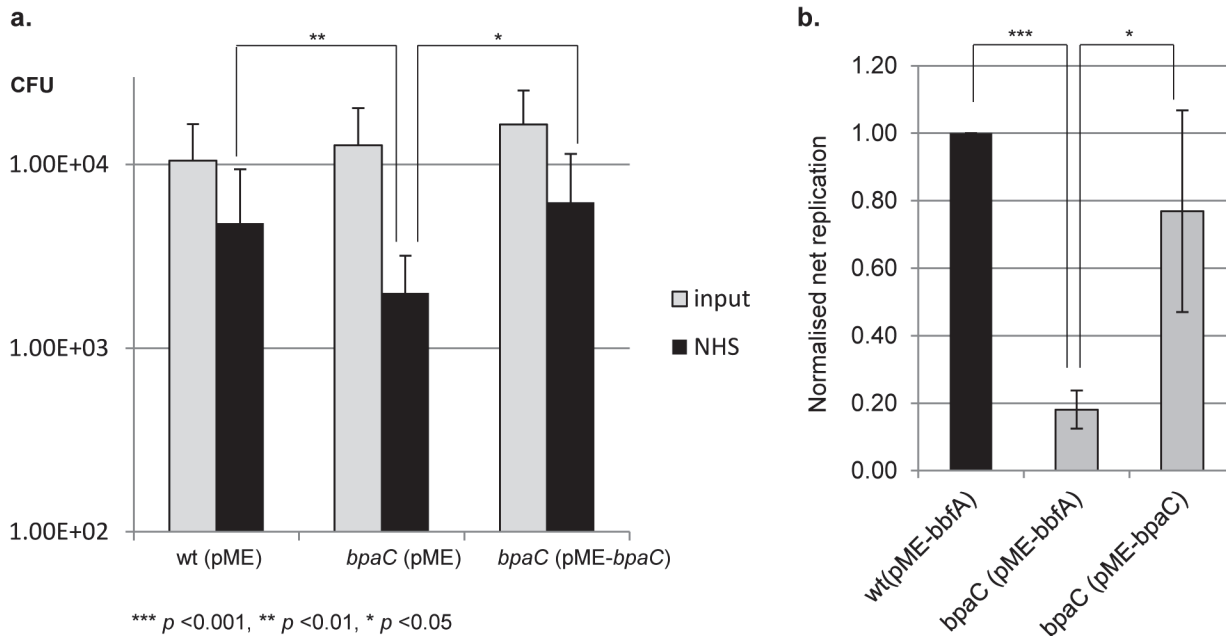 a.
CFU
1.00E+04
1.00E+03
1.00E+02
**
*
wt (pME)
bpaC (pME)
bpaC (pME-bpaC)
input
NHS
*** p <0.001, ** p <0.01, * p <0.05
b.
***
*
Normalised net replication
1.20
1.00
0.80
0.60
0.40
0.20
0.00
wt(pME-bbfA)
bpaC (pME-bbfA)
bpaC (pME-bpaC)